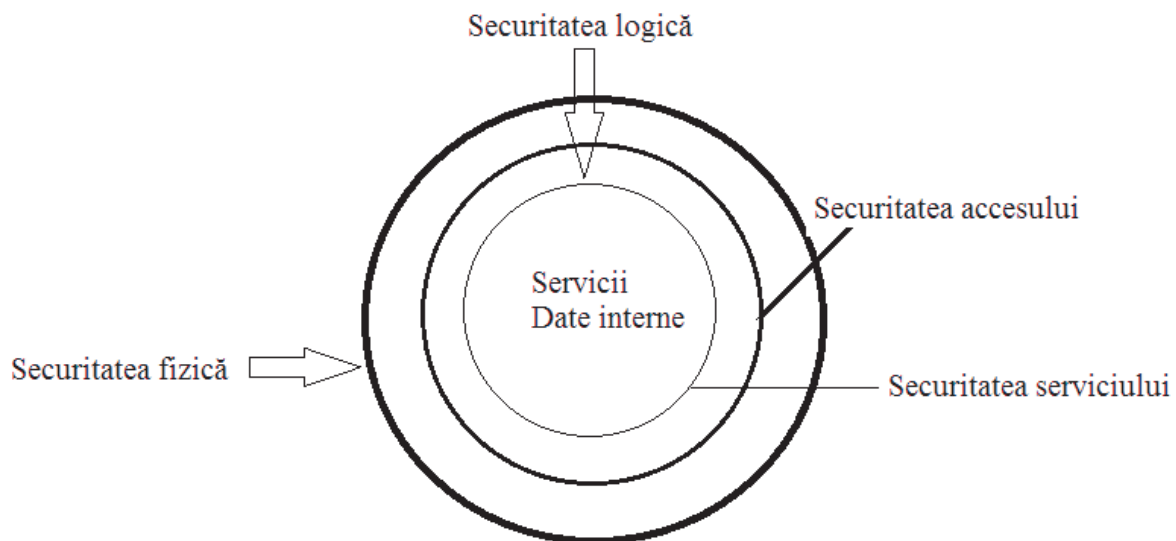 Securitatea logică
Securitatea accesului
Servicii
Date interne
Securitatea fizică
Securitatea serviciului